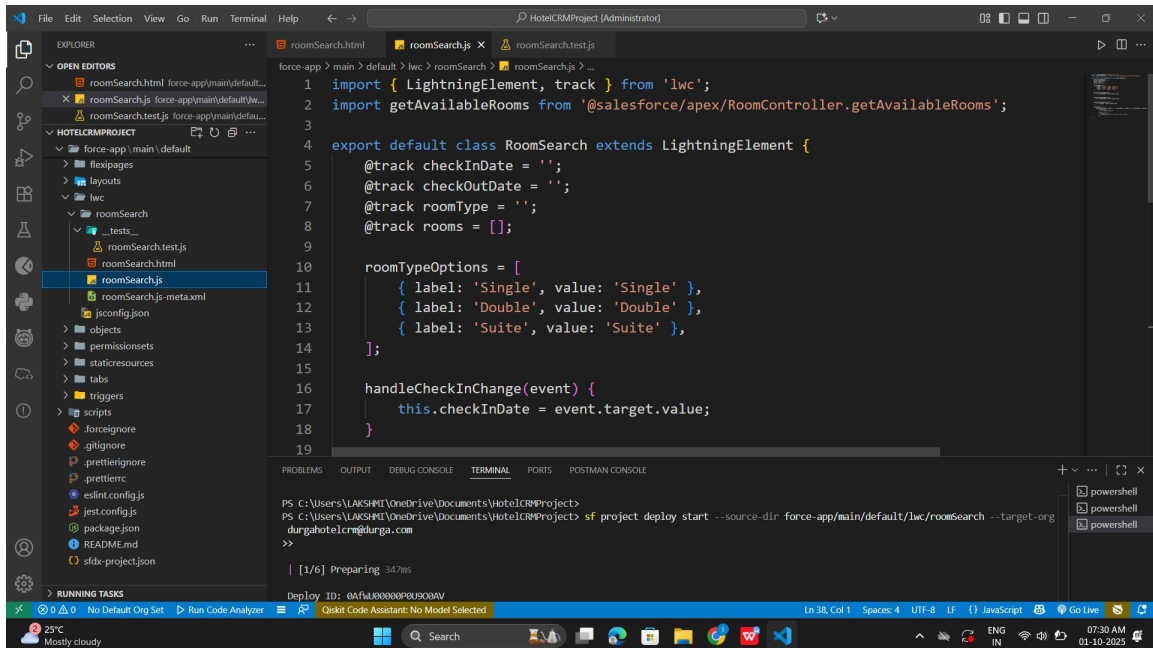 File Edit Selection View Go Run Terminal Help
HotelCRMProject [Administrator]
EXPLORER
OPEN EDITORS
roomSearch.html force-app\main\default...
roomSearch.js force-app\main\default\lw...
roomSearch.test.js force-app\main\defau...
HOTELCRMPROJECT
force-app \ main \ default
flexipages
layouts
lwc
roomSearch
__tests__
roomSearch.test.js
roomSearch.html
roomSearch.js
roomSearch.js-meta.xml
jsconfig.json
objects
permissionsets
staticresources
tabs
triggers
scripts
.forceignore
.gitignore
.prettierignore
.prettierrc
eslint.config.js
jest.config.js
package.json
README.md
sfdx-project.json
RUNNING TASKS
roomSearch.html roomSearch.js roomSearch.test.js
force-app > main > default > lwc > roomSearch > roomSearch.js > ...
1 import { LightningElement, track } from 'lwc';
2 import getAvailableRooms from '@salesforce/apex/RoomController.getAvailableRooms';
3
4 export default class RoomSearch extends LightningElement {
5 @track checkInDate = '';
6 @track checkOutDate = '';
7 @track roomType = '';
8 @track rooms = [];
9
10 roomTypeOptions = [
11 { label: 'Single', value: 'Single' },
12 { label: 'Double', value: 'Double' },
13 { label: 'Suite', value: 'Suite' },
14 ];
15
16 handleCheckInChange(event) {
17 this.checkInDate = event.target.value;
18 }
19
PROBLEMS OUTPUT DEBUG CONSOLE TERMINAL PORTS POSTMAN CONSOLE
PS C:\Users\LAKSHMI\OneDrive\Documents\HotelCRMProject>
PS C:\Users\LAKSHMI\OneDrive\Documents\HotelCRMProject> sf project deploy start --source-dir force-app/main/default/lwc/roomSearch --target-org
durgahotelcrm@durga.com
>>
| [1/6] Preparing 347ms
powershell
powershell
powershell
0 0 No Default Org Set Run Code Analyzer Qiskit Code Assistant: No Model Selected Ln 38, Col 1 Spaces: 4 UTF-8 LF {} JavaScript Go Live
2 25°C
Mostly cloudy
Search
ENG
IN
07:30 AM
01-10-2025